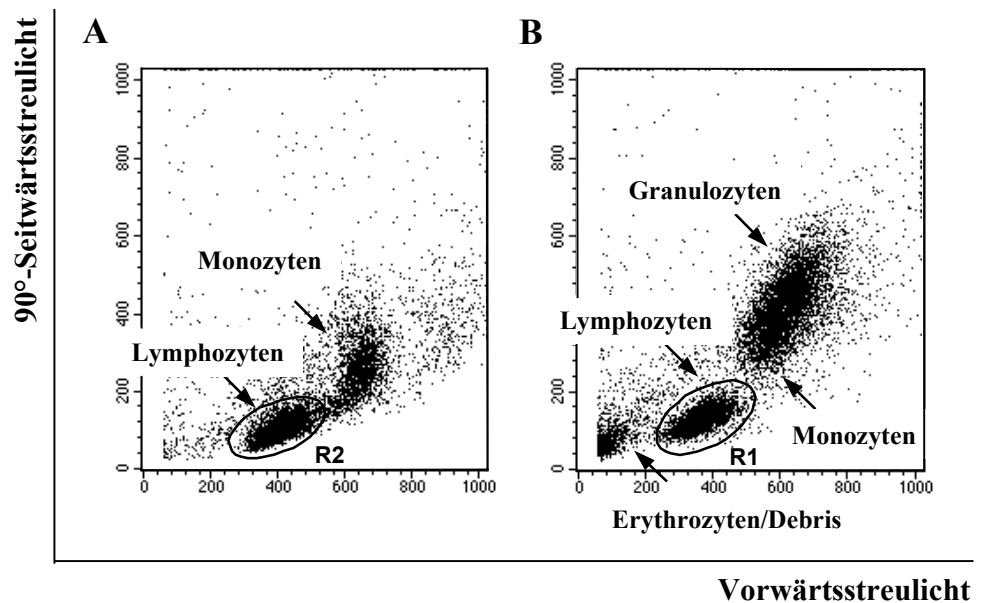 90°-Seitwärtsstreulicht
A
1000
800
600
400
200
0
Monozyten
Lymphozyten
R2
0 200 400 600 800 1000
B
1000
800
600
400
200
0
Granulozyten
Lymphozyten
Monozyten
R1
0 200 400 600 800 1000
Erythrozyten/Debris
Vorwärtsstreulicht